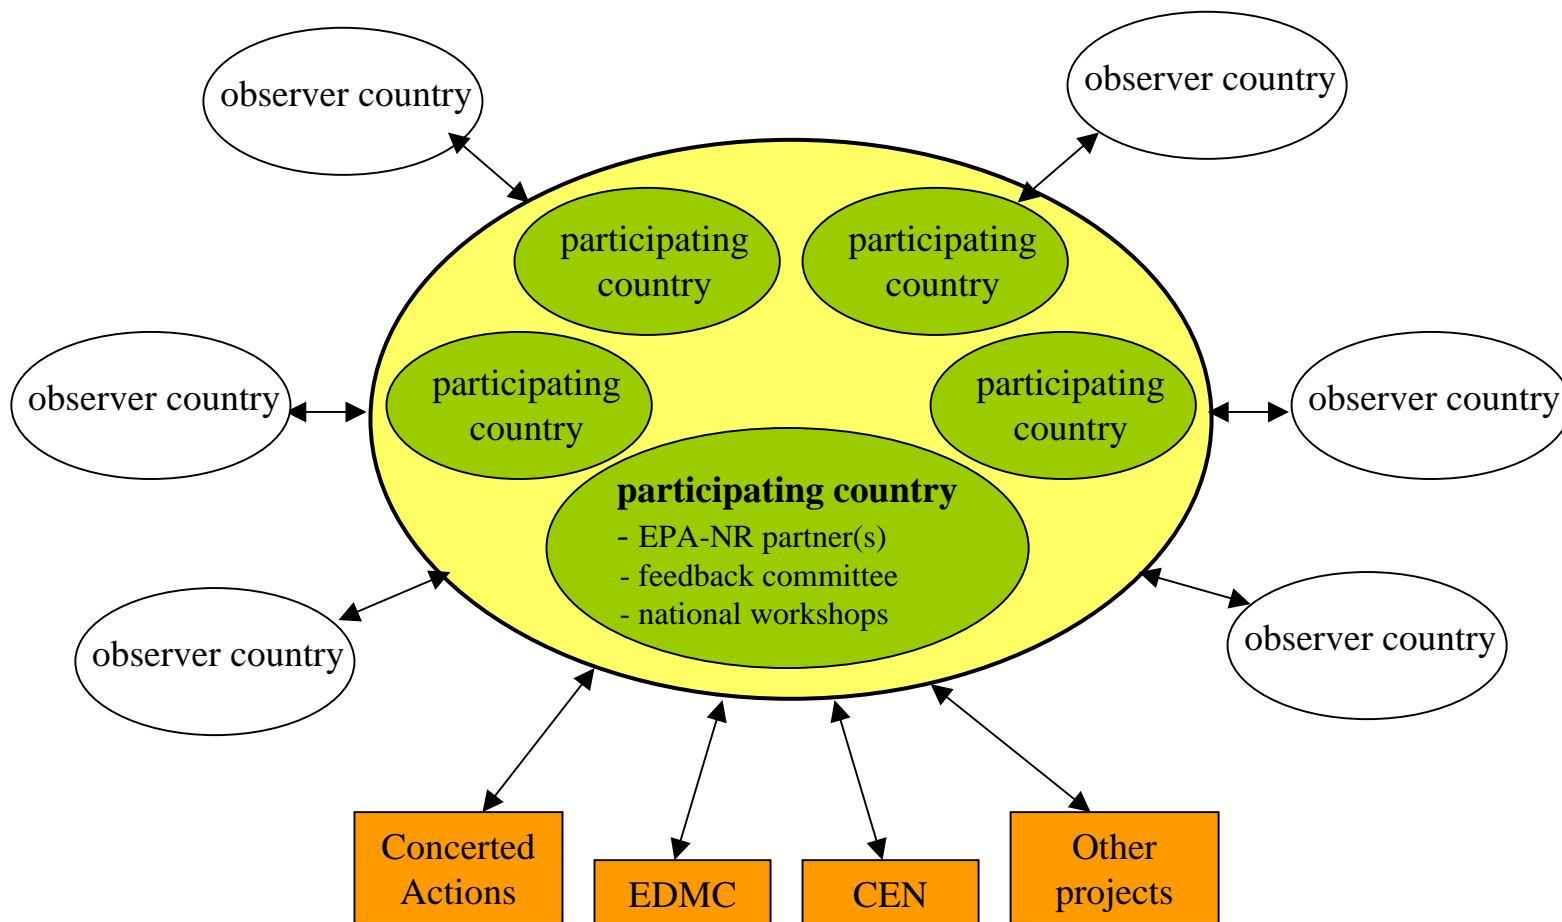 observer country
observer country
participating
country
participating
country
observer country
participating
country
participating
country
observer country
participating country
- EPA-NR partner(s)
- feedback committee
- national workshops
observer country
observer country
Concerted
Actions
EDMC
CEN
Other
projects